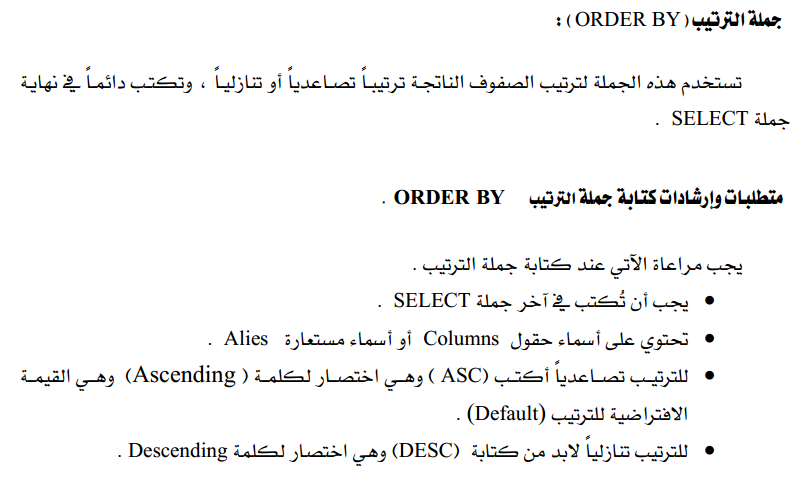 جملة الترتيب (ORDER BY) :
تستخدم هذه الجملة لترتيب الصفوف الناتجة ترتيباً تصاعدياً أو تنازلياً ، وتكتب دائماً في نهاية
جملة SELECT .
متطلبات وإرشادات كتابة جملة الترتيب ORDER BY .
يجب مراعاة الآتي عند كتابة جملة الترتيب .
• يجب أن تُكتب في آخر جملة SELECT .
• تحتوي على أسماء حقول Columns أو أسماء مستعارة Alies .
• للترتيب تصاعدياً أكتب (ASC ) وهي اختصار لكلمة ( Ascending) وهي القيمة
الافتراضية للترتيب (Default) .
• للترتيب تنازلياً لابد من كتابة (DESC) وهي اختصار لكلمة Descending .